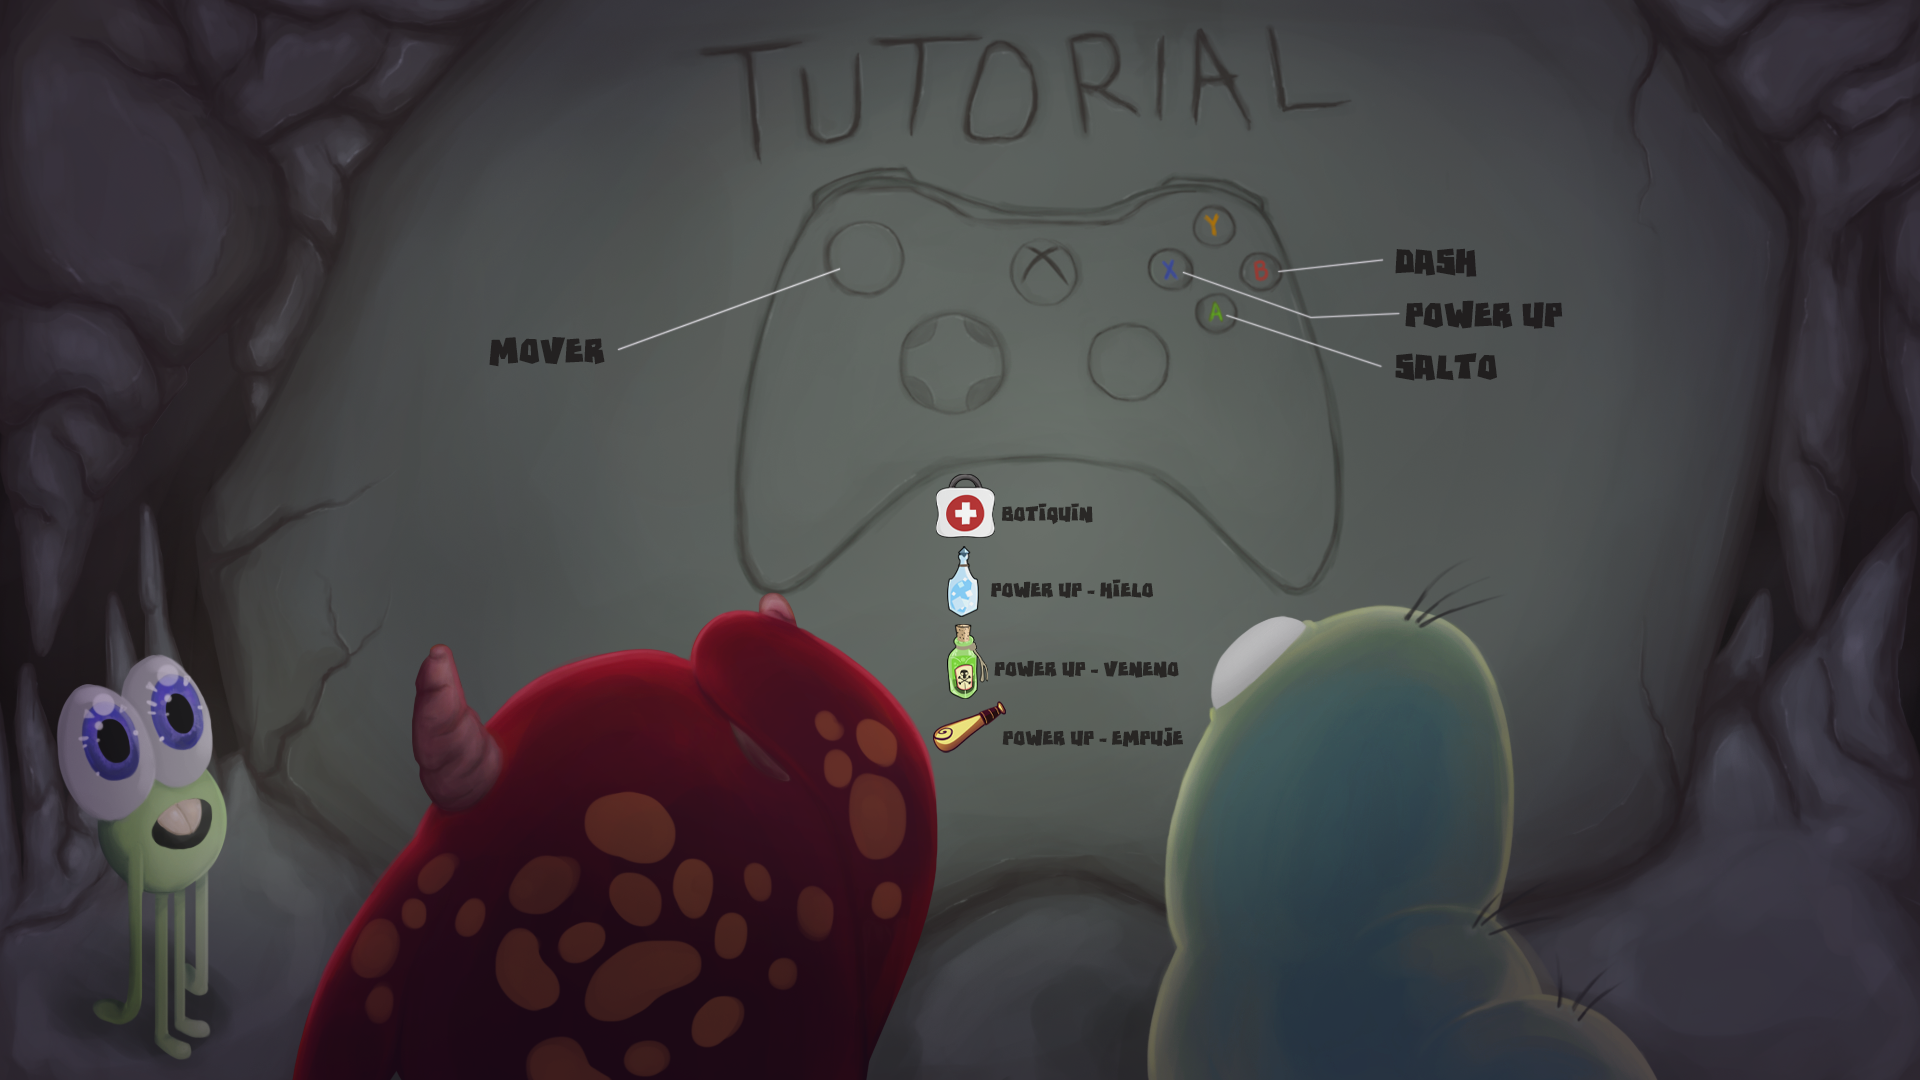 TUTORIAL
Y
X
B
A
DASH
POWER UP
SALTO
MOVER
BOTIQUIN
POWER UP - HIELO
POWER UP - VENENO
POWER UP - EMPUJE